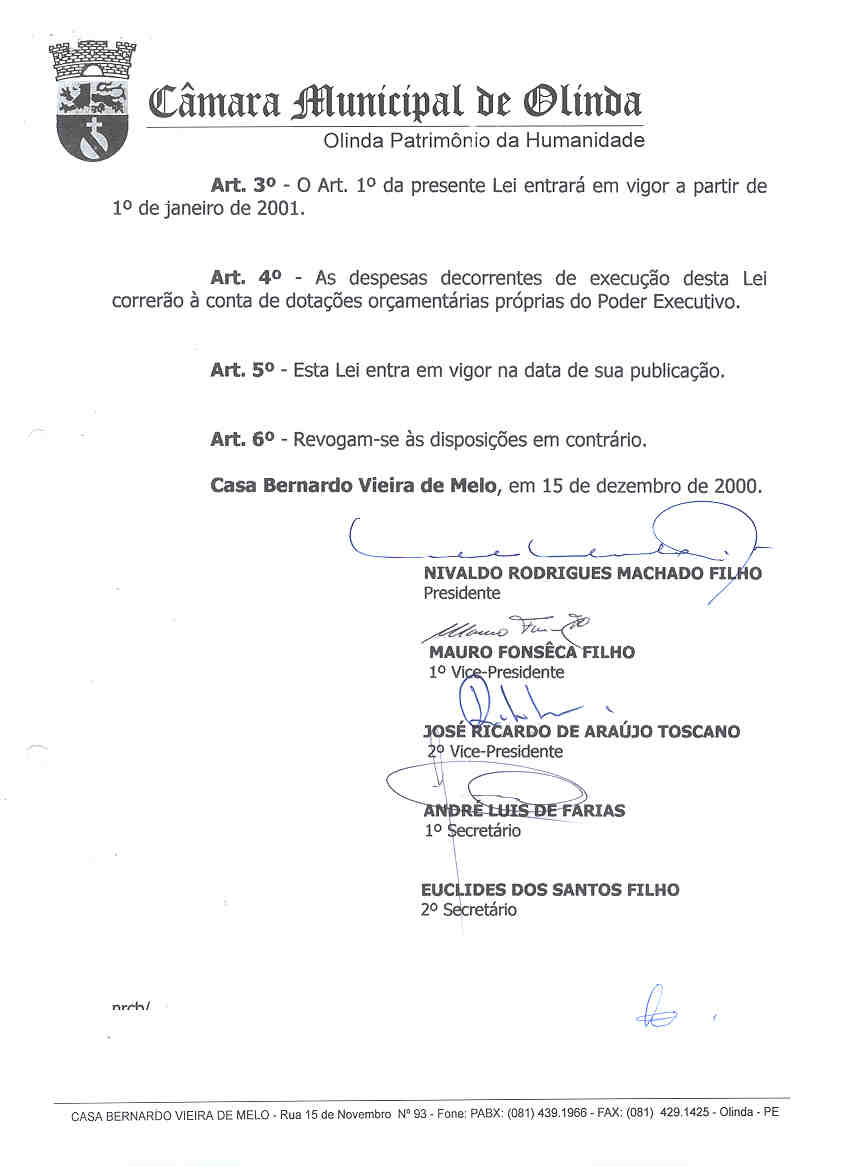 Câmara Municipal de Olinda
Olinda Patrimônio da Humanidade
Art. 3º - O Art. 1º da presente Lei entrará em vigor a partir de
1º de janeiro de 2001.
Art. 4º - As despesas decorrentes de execução desta Lei
correrão à conta de dotações orçamentárias próprias do Poder Executivo.
Art. 5º - Esta Lei entra em vigor na data de sua publicação.
Art. 6º - Revogam-se às disposições em contrário.
Casa Bernardo Vieira de Melo, em 15 de dezembro de 2000.
NIVALDO RODRIGUES MACHADO FILHO
Presidente
MAURO FONSÊCA FILHO
1º Vice-Presidente
JOSÉ RICARDO DE ARAÚJO TOSCANO
2º Vice-Presidente
ANDRÉ LUIS DE FARIAS
1º Secretário
EUCLIDES DOS SANTOS FILHO
2º Secretário
CASA BERNARDO VIEIRA DE MELO - Rua 15 de Novembro Nº 93 - Fone: PABX: (081) 439.1966 - FAX: (081) 429.1425 - Olinda - PE